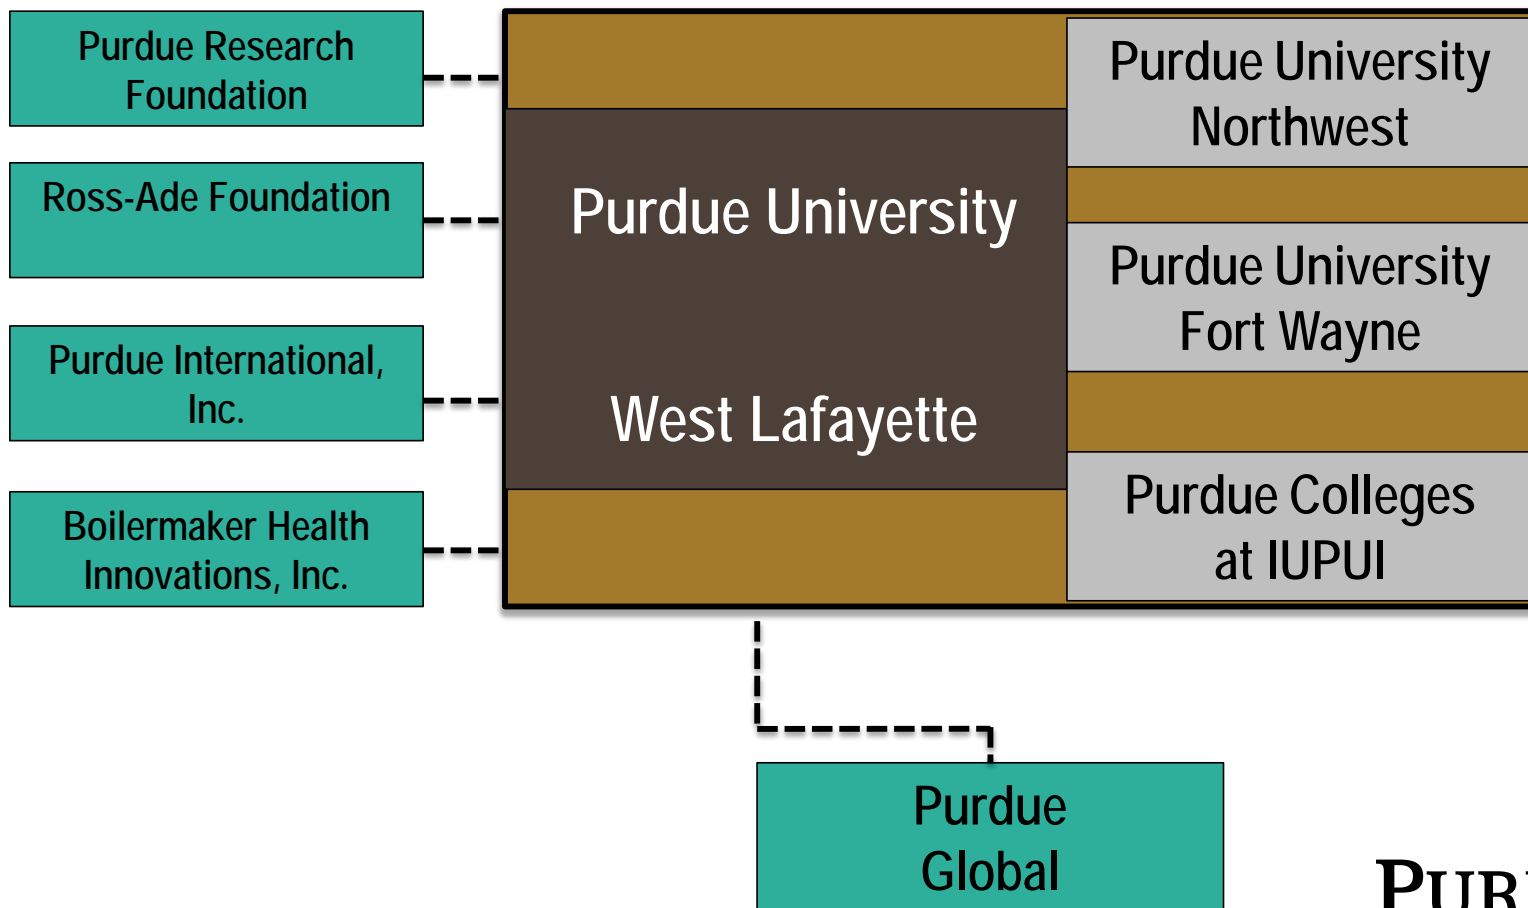 Purdue Research
Foundation
Ross-Ade Foundation
Purdue International,
Inc.
Boilermaker Health
Innovations, Inc.
Purdue University
West Lafayette
Purdue University
Northwest
Purdue University
Fort Wayne
Purdue Colleges
at IUPUI
Purdue
Global